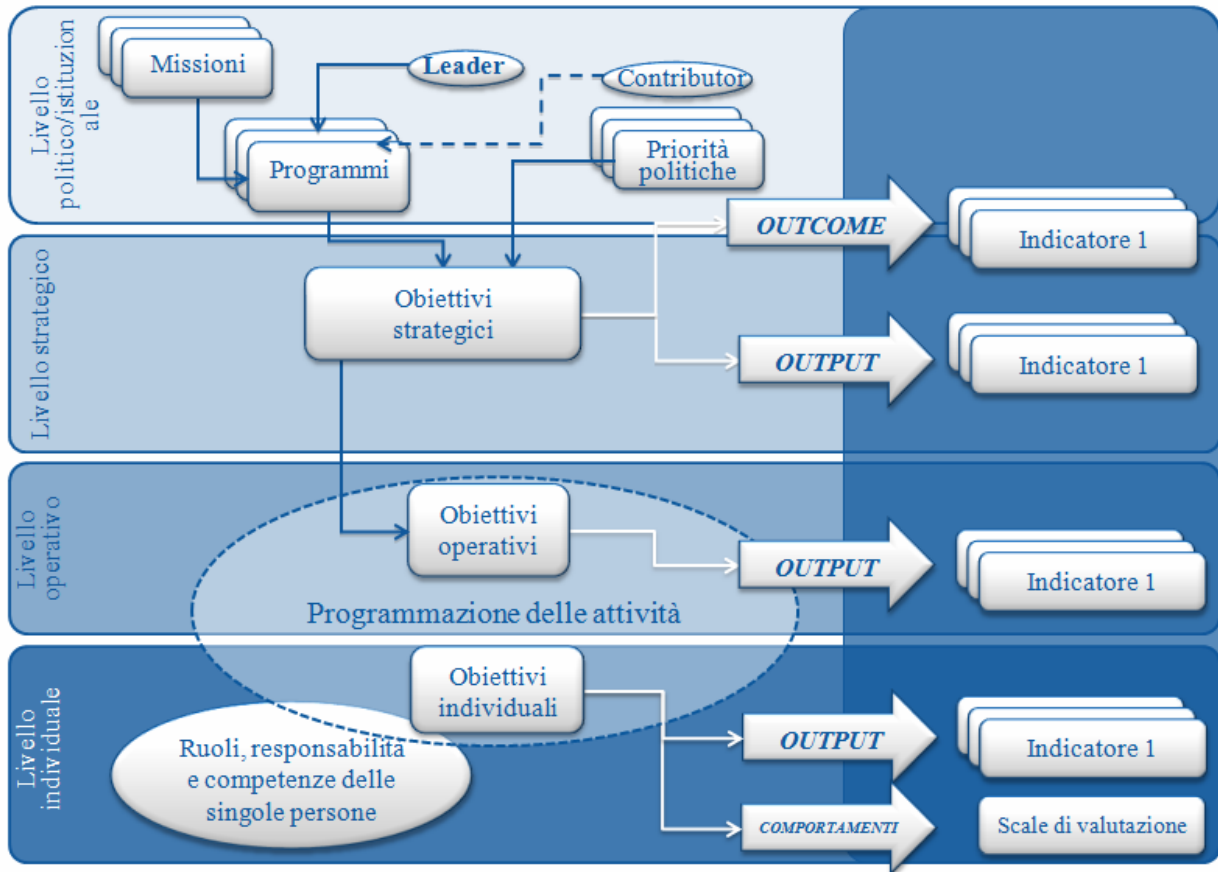 Livello
politico/istituzion
ale
Missioni
Leader
Contributor
Programmi
Priorità
politiche
OUTCOME
Indicatore 1
Livello strategico
Obiettivi
strategici
OUTPUT
Indicatore 1
Livello
operativo
Obiettivi
operativi
OUTPUT
Indicatore 1
Programmazione delle attività
Livello
individuale
Obiettivi
individuali
Ruoli, responsabilità
e competenze delle
singole persone
OUTPUT
Indicatore 1
COMPORTAMENTI
Scale di valutazione